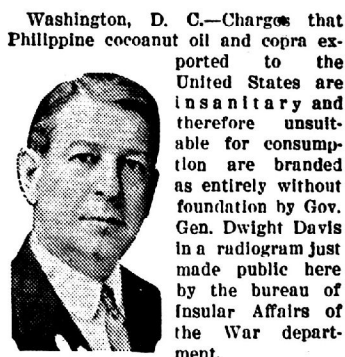 Washington, D. C.—Charges that
Philippine cocoanut oil and copra ex-
ported to the
United States are
insanitary and
therefore unsuit-
able for consump-
tion are branded
as entirely without
foundation by Gov.
Gen. Dwight Davis
in a radiogram just
made public here
by the bureau of
Insular Affairs of
the War depart-
ment.